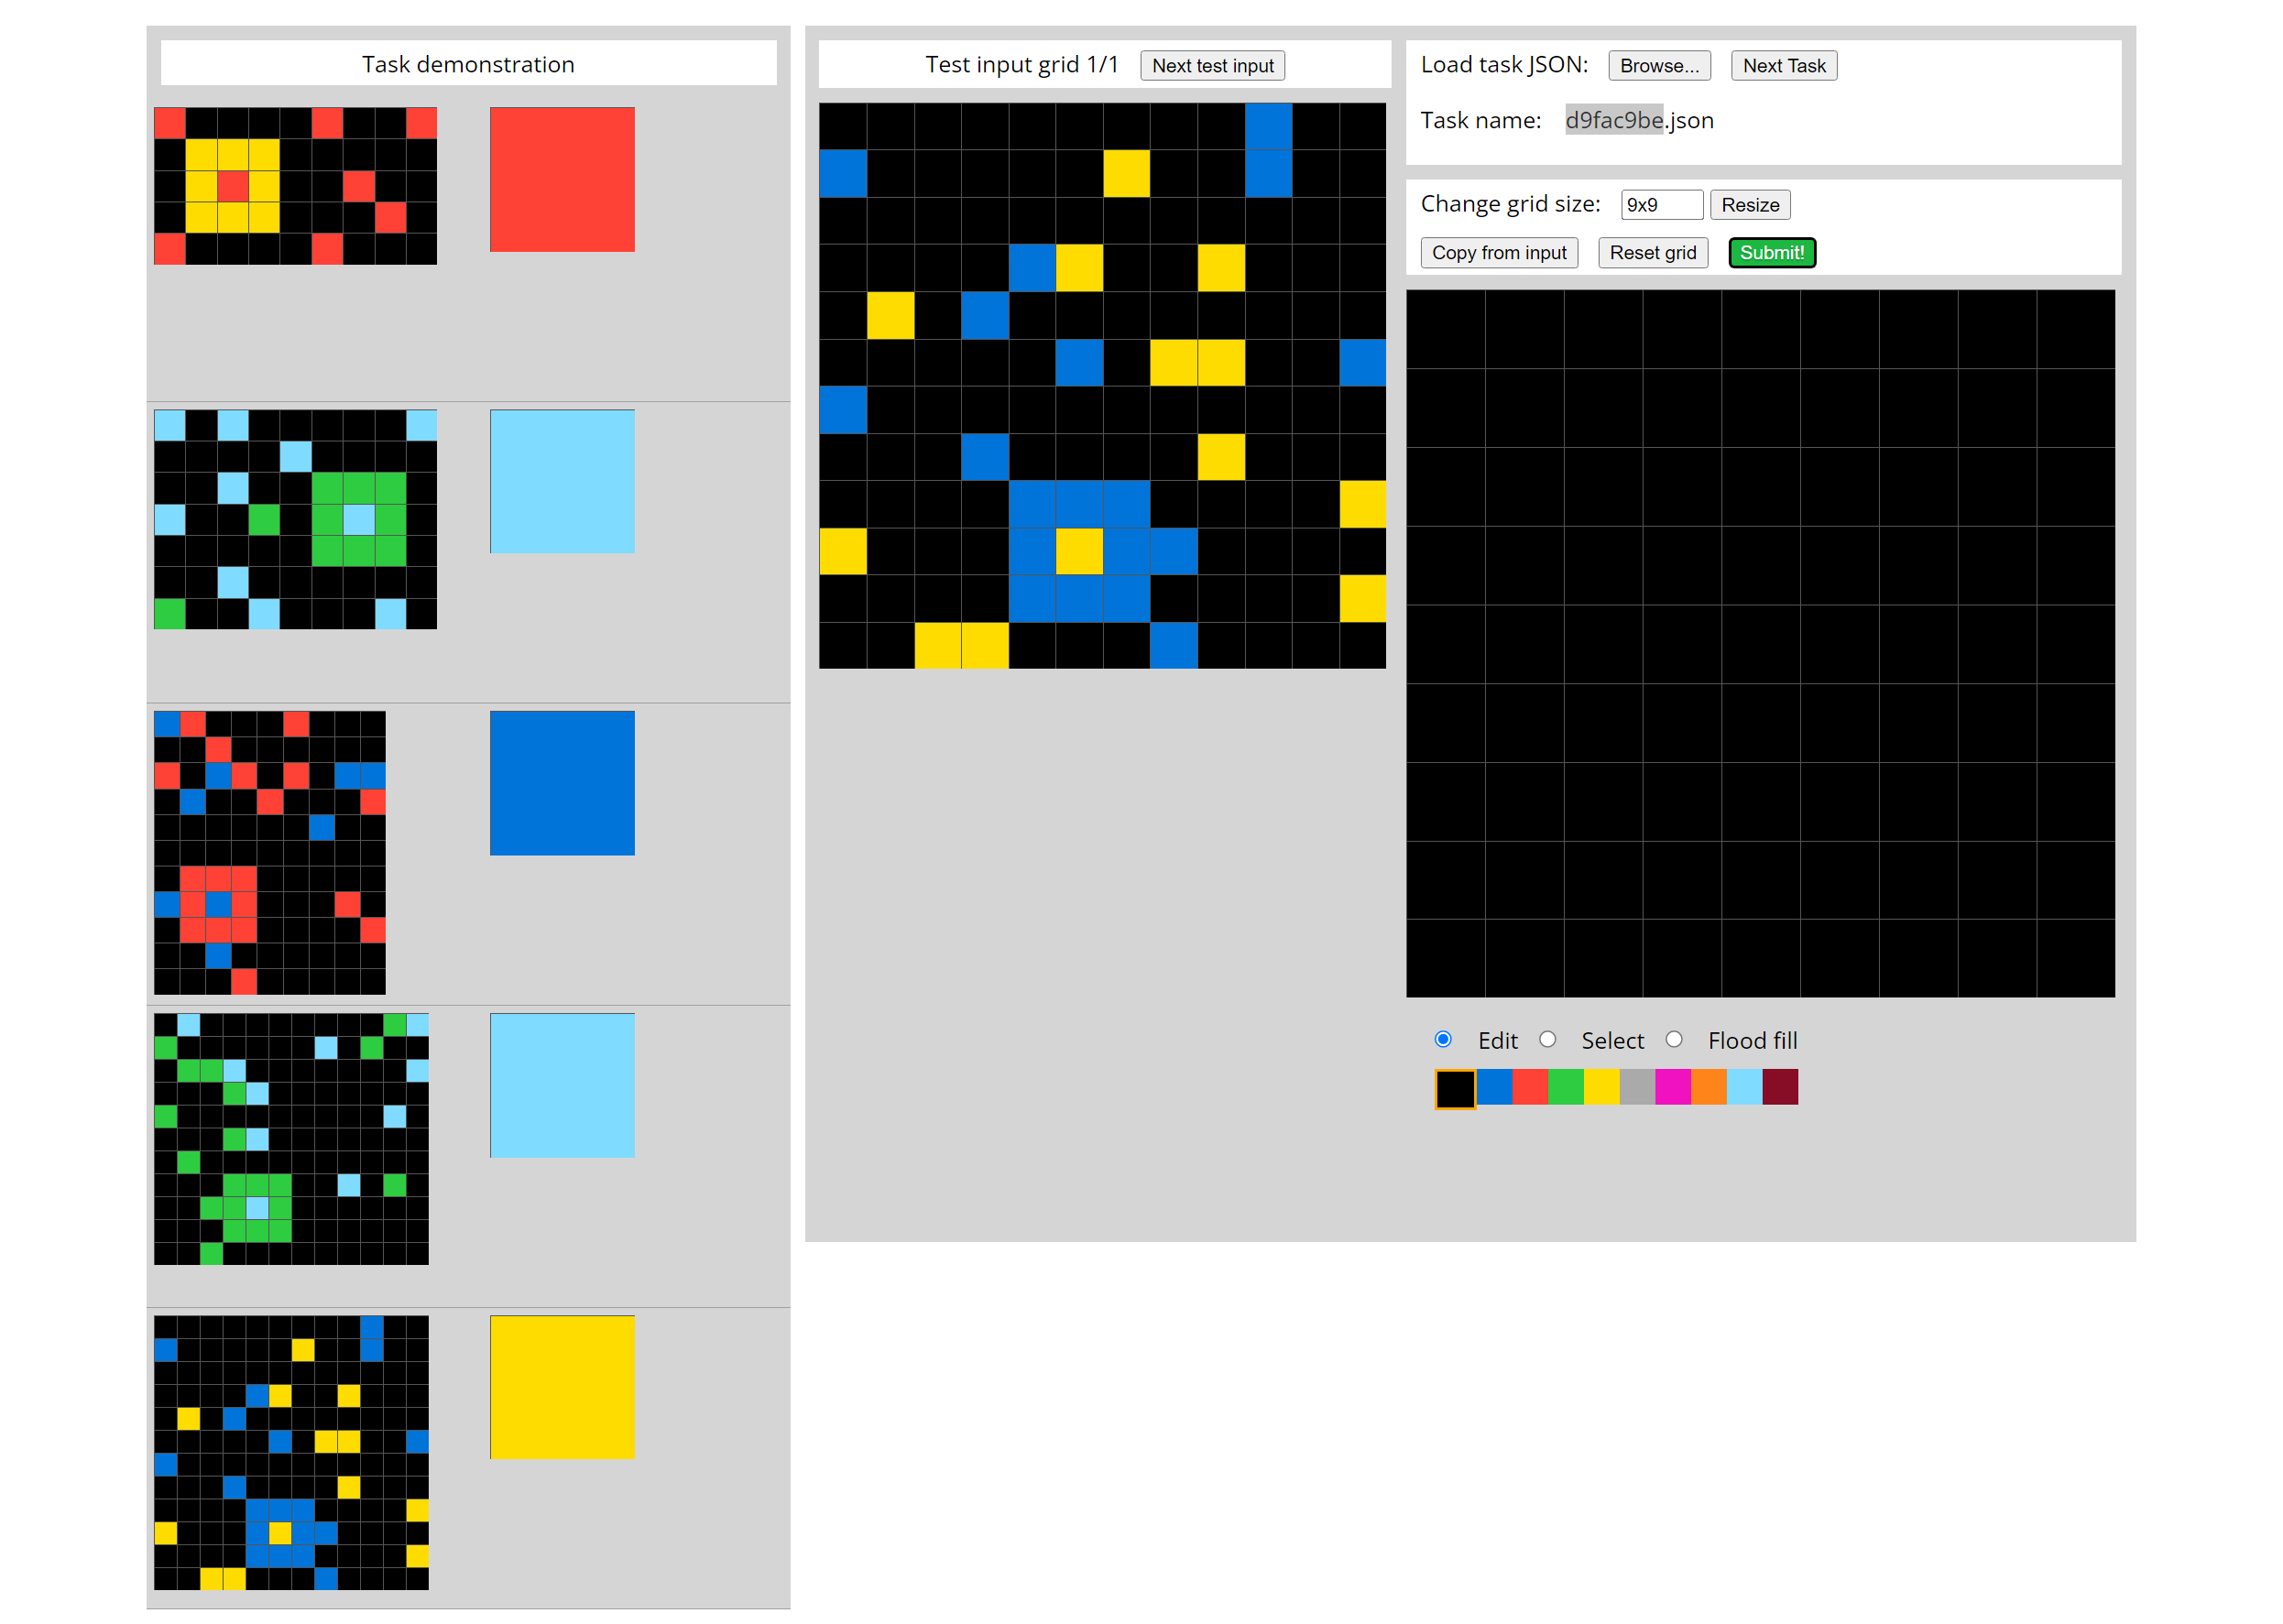 Task demonstration
Test input grid 1/1 Next test input
Load task JSON: Browse... Next Task
Task name: d9fac9be.json
Change grid size: 9x9 Resize
Copy from input Reset grid Submit!
Edit Select Flood fill